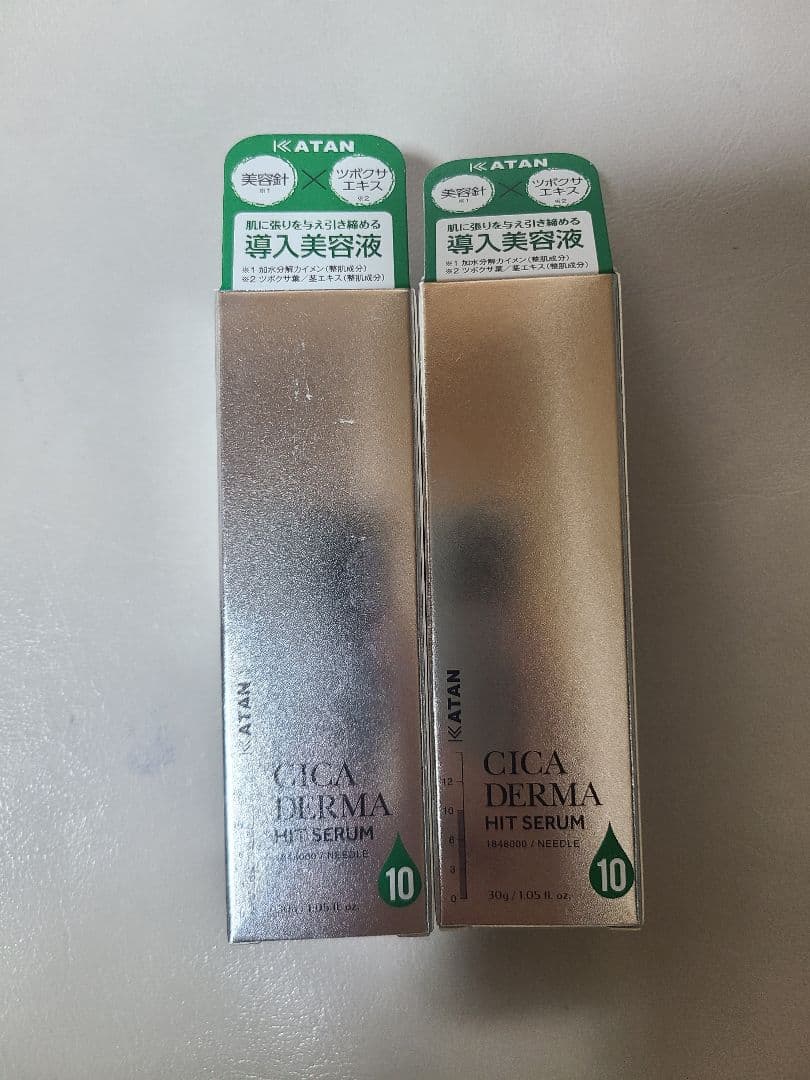 KATAN
美容針
※1
×
ツボクサ
エキス
※2
肌に張りを与え引き締める
導入美容液
※1 加水分解カイメン(整肌成分)
※2 ツボクサ葉/茎エキス(整肌成分)
KATAN
CICA
DERMA
HIT SERUM
1848000 / NEEDLE
10
30g / 1.05 fl. oz.
KATAN
美容針
※1
×
ツボクサ
エキス
※2
肌に張りを与え引き締める
導入美容液
※1 加水分解カイメン(整肌成分)
※2 ツボクサ葉/茎エキス(整肌成分)
KATAN
CICA
DERMA
HIT SERUM
1848000 / NEEDLE
12
10
6
3
0
10
30g / 1.05 fl. oz.